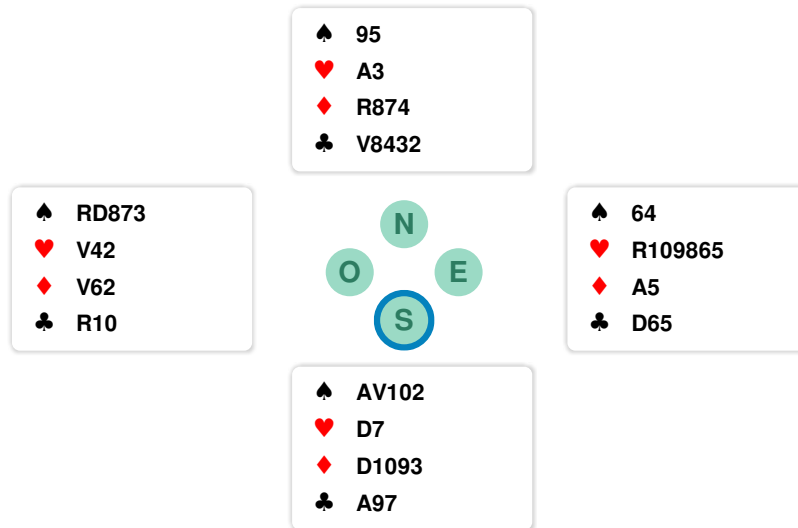 ♠ 95
♥ A3
♦ R874
♣ V8432
♠ RD873
♥ V42
♦ V62
♣ R10
N
O E
S
♠ 64
♥ R109865
♦ A5
♣ D65
♠ AV102
♥ D7
♦ D1093
♣ A97